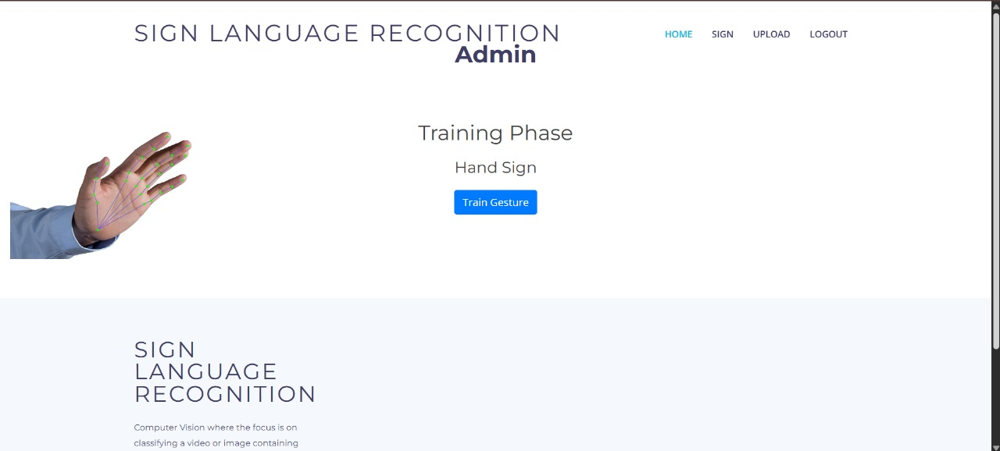 SIGN LANGUAGE RECOGNITION
HOME SIGN UPLOAD LOGOUT
Admin
Training Phase
Hand Sign
Train Gesture
SIGN
LANGUAGE
RECOGNITION
Computer Vision where the focus is on
classifying a video or image containing